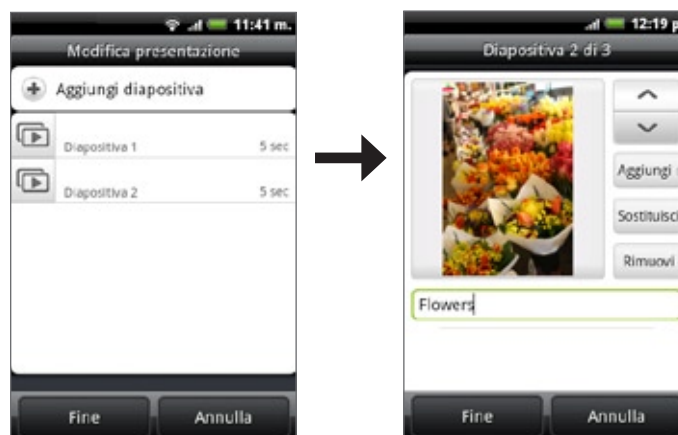 11:41 m.
Modifica presentazione
Aggiungi diapositiva
Diapositiva 1 5 sec
Diapositiva 2 5 sec
Fine Annulla
12:19 p
Diapositiva 2 di 3
Aggiungi
Sostituisci
Rimuovi
Flowers
Fine Annulla